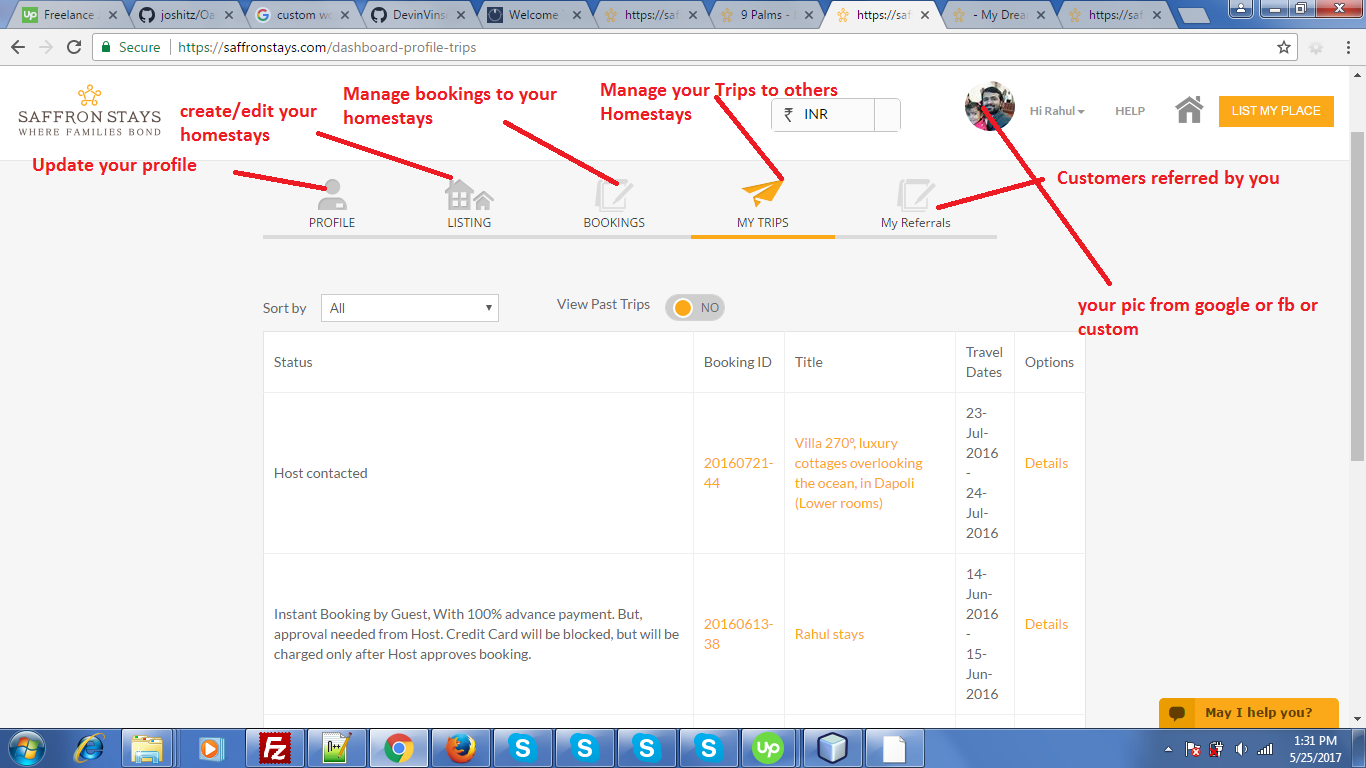 Freelance
joshitz/Oa
custom wo
DevinVins
Welcome
https://saf
9 Palms -
https://saf
- My Drea
https://saf
Secure
https://saffronstays.com/dashboard-profile-trips
SAFFRON STAYS
WHERE FAMILIES BOND
create/edit your
homestays
Manage bookings to your
homestays
Manage your Trips to others
Homestays
₹ INR
Hi Rahul
HELP
LIST MY PLACE
Update your profile
Customers referred by you
PROFILE
LISTING
BOOKINGS
MY TRIPS
My Referrals
your pic from google or fb or
custom
Sort by
All
View Past Trips
NO
Status
Booking ID
Title
Travel
Dates
Options
Host contacted
20160721-
44
Villa 270°, luxury
cottages overlooking
the ocean, in Dapoli
(Lower rooms)
23-
Jul-
2016
-
24-
Jul-
2016
Details
Instant Booking by Guest, With 100% advance payment. But,
approval needed from Host. Credit Card will be blocked, but will be
charged only after Host approves booking.
20160613-
38
Rahul stays
14-
Jun-
2016
-
15-
Jun-
2016
Details
May I help you?
1:31 PM
5/25/2017